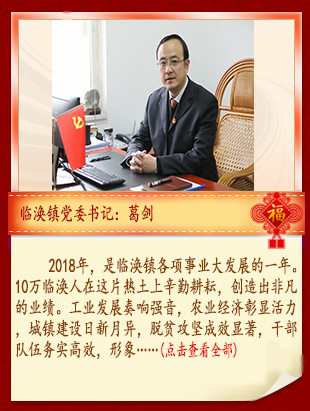 临涣镇党委书记：葛剑
福
2018年，是临涣镇各项事业大发展的一年。
10万临涣人在这片热土上辛勤耕耘，创造出非凡
的业绩。工业发展奏响强音，农业经济彰显活力
，城镇建设日新月异，脱贫攻坚成效显著，干部
队伍务实高效，形象……(点击查看全部)